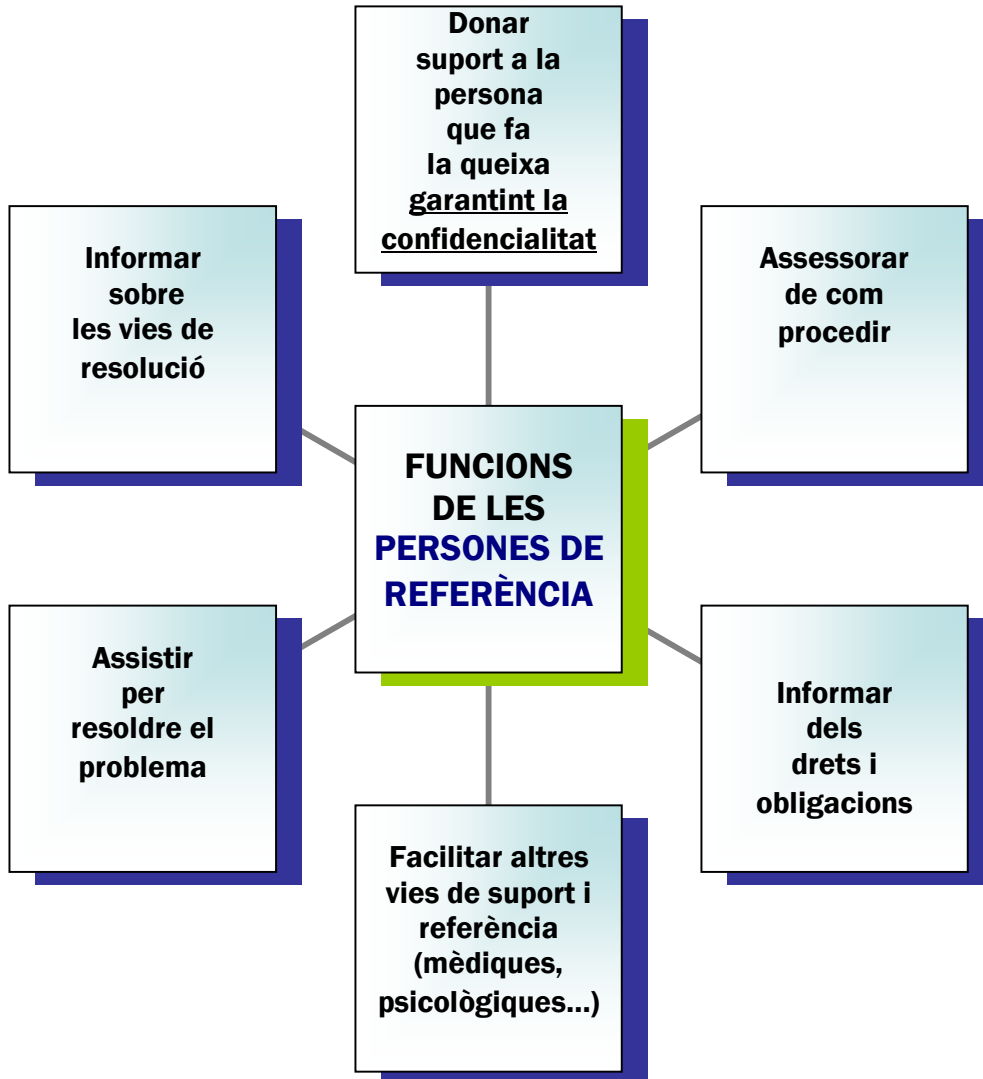 Donar
suport a la
persona
que fa
la queixa
garantint la
confidencialitat
Informar
sobre
les vies de
resolució
Assessorar
de com
procedir
FUNCIONS
DE LES
PERSONES DE
REFERÈNCIA
Assistir
per
resoldre el
problema
Informar
dels
drets i
obligacions
Facilitar altres
vies de suport i
referència
(mèdiques,
psicològiques...)